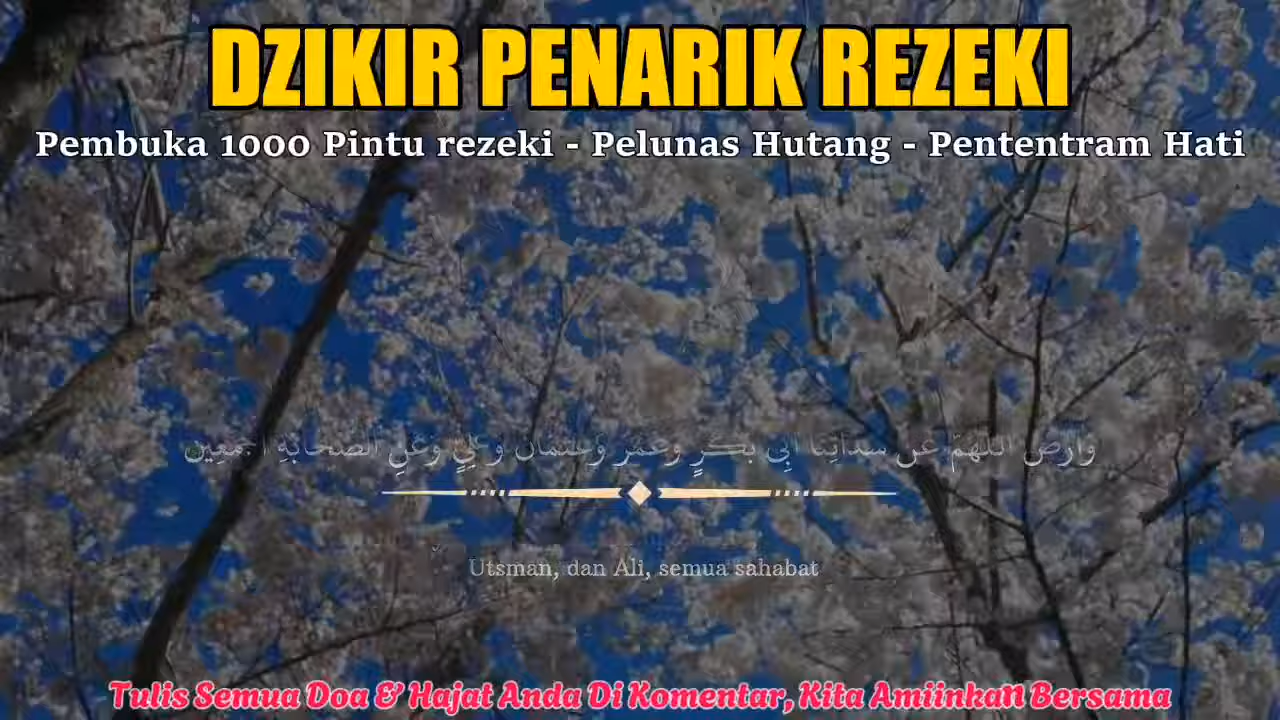 DZIKIR PENARIK REZEKI
Pembuka 1000 Pintu rezeki - Pelunas Hutang - Pententram Hati
وَارْضَ اللّٰهُمَّ عَنْ سَادَاتِنَا أَبِى بَكْرٍ وَعُمَرَ وَعُثْمَان وَعَلِيٍّ وَعَلِى الصَّحَابَةِ اَجْمَعِيْن
Utsman, dan Ali, semua sahabat
Tulis Semua Doa & Hajat Anda Di Komentar, Kita Amiinkan Bersama